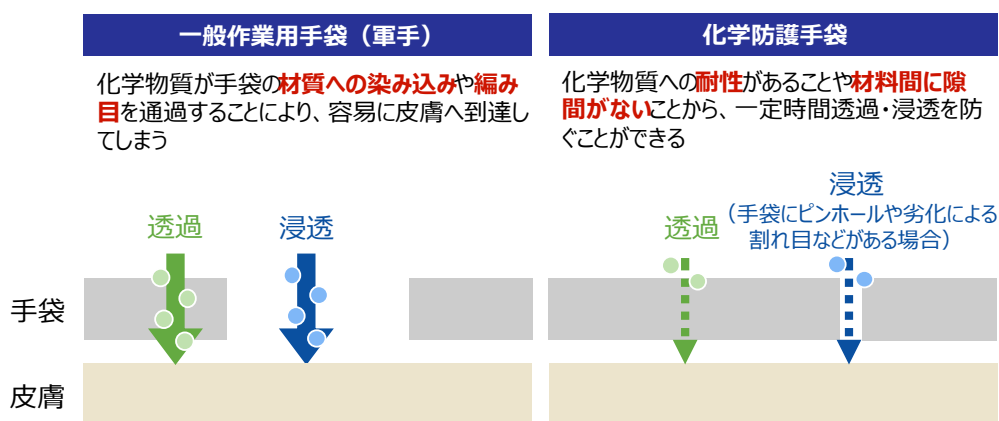 一般作業用手袋（軍手）
化学物質が手袋の材質への染み込みや編み
目を通過することにより、容易に皮膚へ到達し
てしまう
化学防護手袋
化学物質への耐性があることや材料間に隙
間がないことから、一定時間透過・浸透を防
ぐことができる
透過
浸透
透過
浸透
（手袋にピンホールや劣化による
割れ目などがある場合）
手袋
皮膚